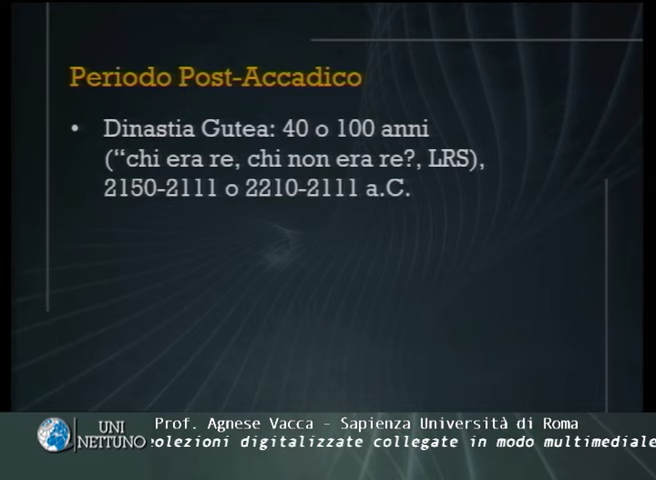 Periodo Post-Accadico
• Dinastia Gutea: 40 o 100 anni
(“chi era re, chi non era re?, LRS),
2150-2111 o 2210-2111 a.C.
UNI
NETTUNO
Prof. Agnese Vacca - Sapienza Università di Roma
digitalizzate collegate in modo multimediale